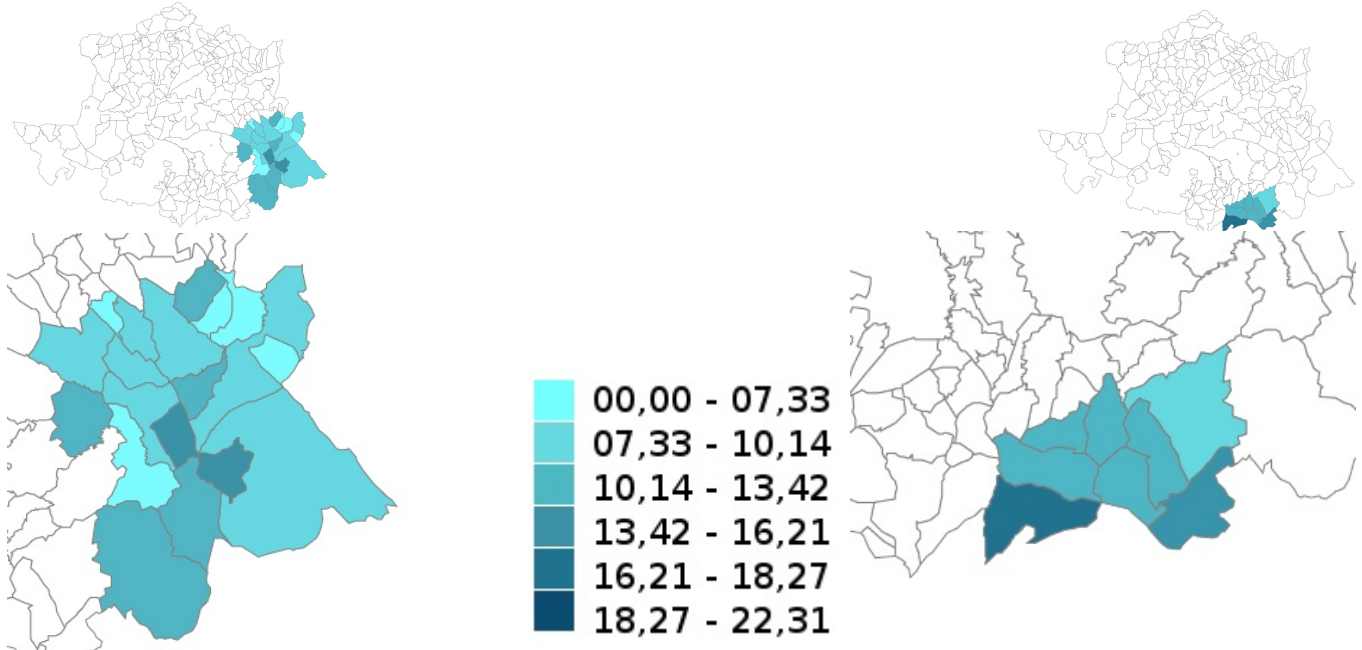 00,00 - 07,33
07,33 - 10,14
10,14 - 13,42
13,42 - 16,21
16,21 - 18,27
18,27 - 22,31